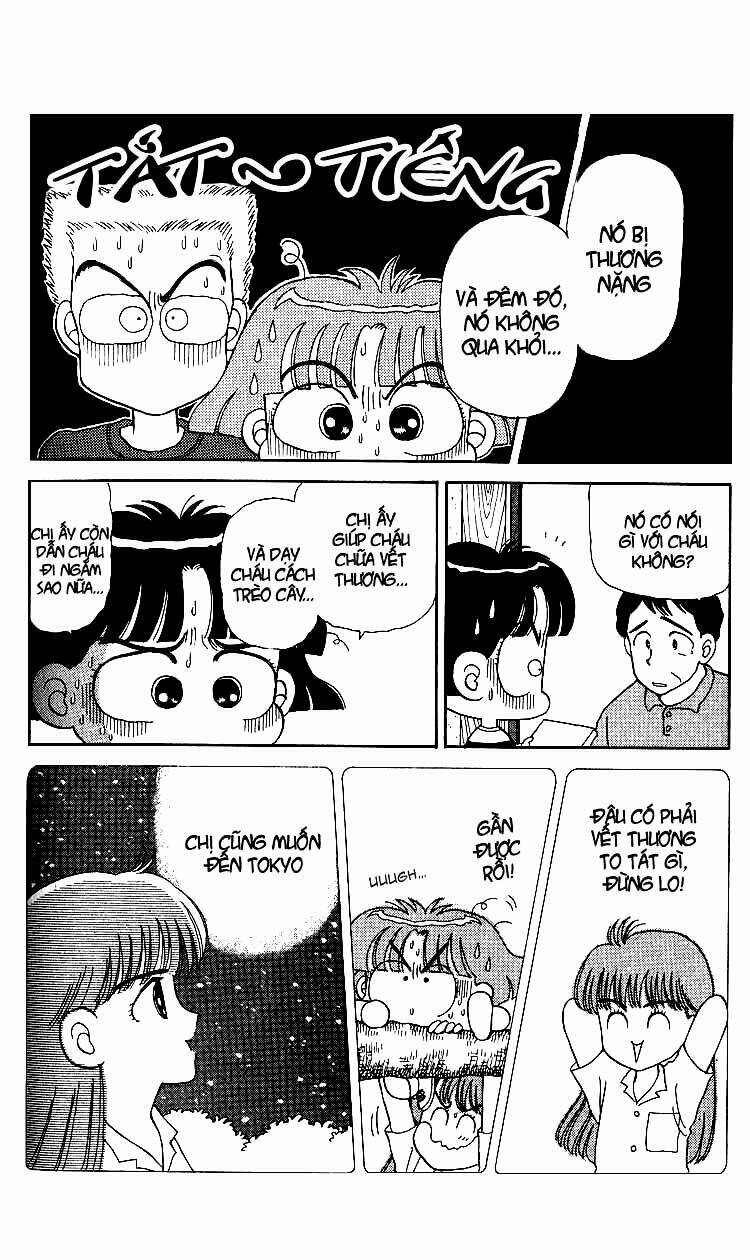 NÓ BỊ
THƯƠNG
NẶNG
VÀ ĐÊM ĐÓ,
NÓ KHÔNG
QUA KHỎI...
TẮT ~ TIẾNG
NÓ CÓ NÓI
GÌ VỚI CHÁU
KHÔNG?
CHỊ ẤY
GIÚP CHÁU
CHỮA VẾT
THƯƠNG...
VÀ DẠY
CHÁU CÁCH
TRÈO CÂY...
CHỊ ẤY CÒN
DẪN CHÁU
ĐI NGẮM
SAO NỮA...
ĐÂU CÓ PHẢI
VẾT THƯƠNG
TO TÁT GÌ,
ĐỪNG LO!
GẦN
ĐƯỢC
RỒI!
UUUGH...
CHỊ CŨNG MUỐN
ĐẾN TOKYO